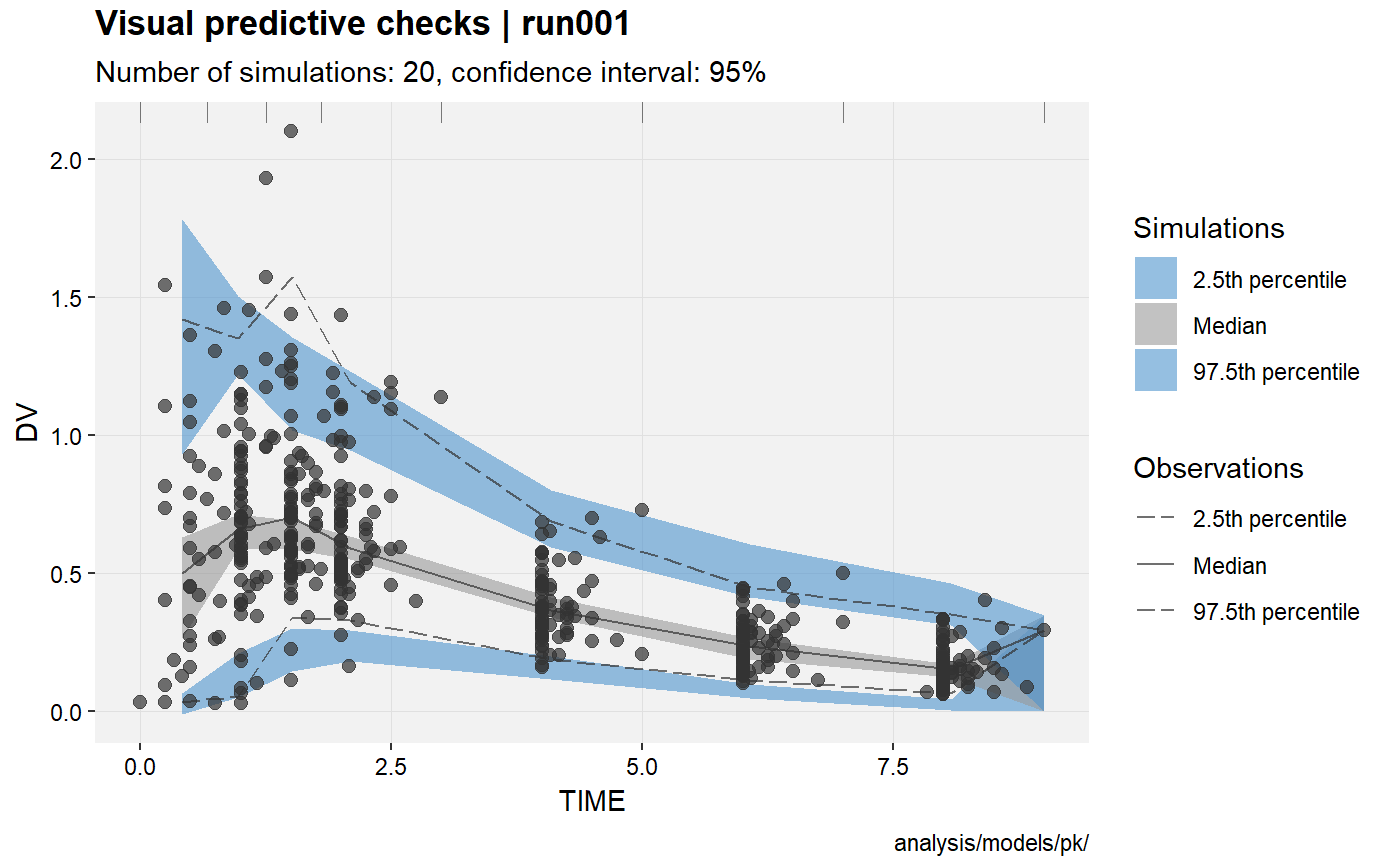 Visual predictive checks | run001
Number of simulations: 20, confidence interval: 95%
2.0
1.5
1.0
0.5
0.0
DV
0.0 2.5 5.0 7.5
TIME
analysis/models/pk/
Simulations
2.5th percentile
Median
97.5th percentile
Observations
2.5th percentile
Median
97.5th percentile